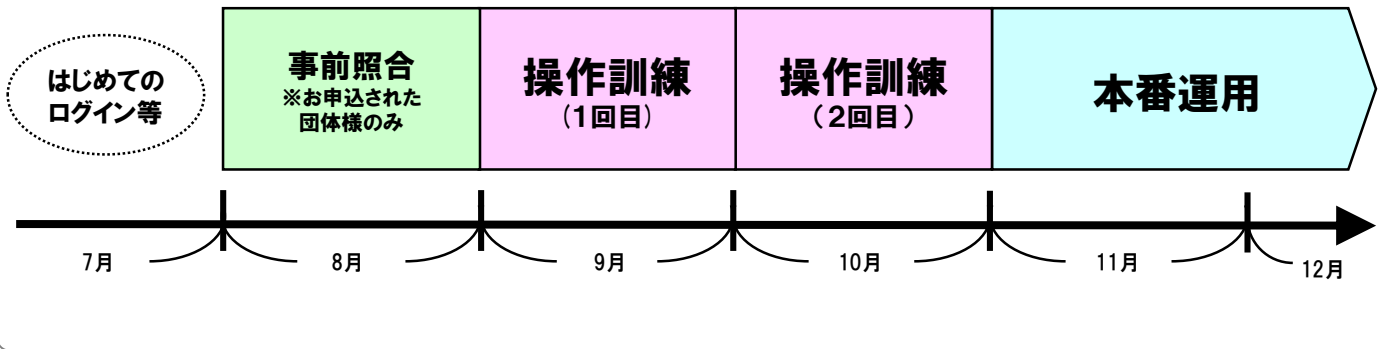 はじめての
ログイン等
事前照合
※お申込された
団体様のみ
操作訓練
（1回目）
操作訓練
（2回目）
本番運用
7月
8月
9月
10月
11月
12月